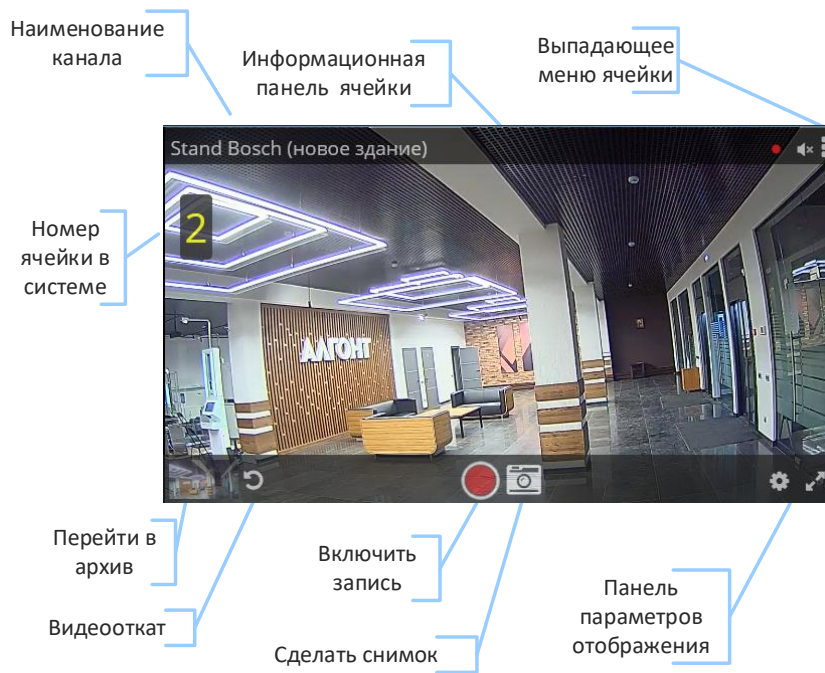 Наименование
канала
Информационная
панель ячейки
Выпадающее
меню ячейки
Stand Bosch (новое здание)
Номер
ячейки в
системе
2
АЛГОНТ
Перейти в
архив
Включить
запись
Видеооткат
Сделать снимок
Панель
параметров
отображения